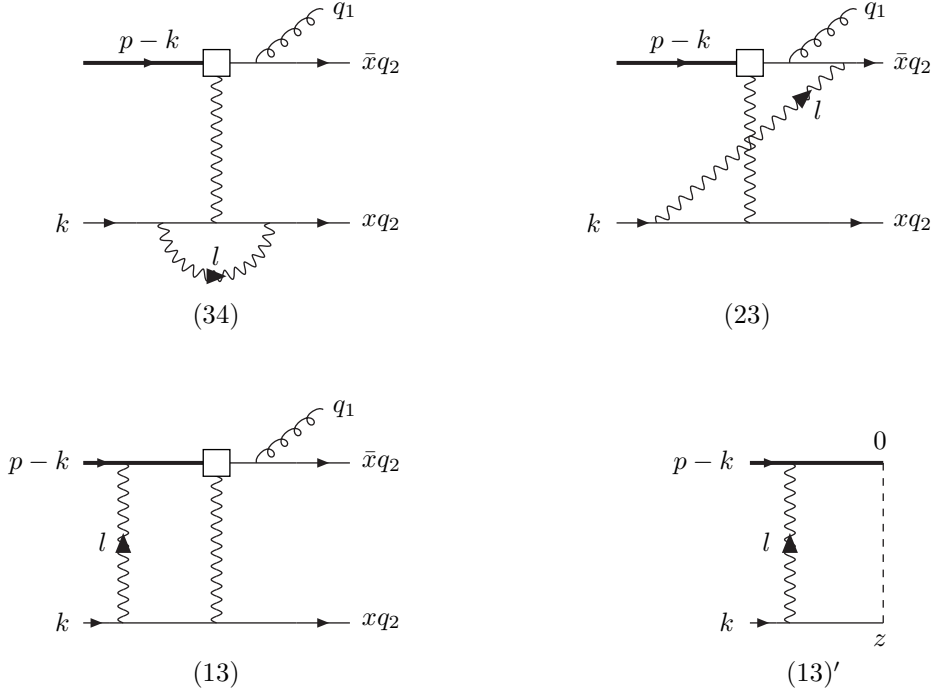 q₁ q₁
p − k x̄q₂ p − k x̄q₂
l
k xq₂ k xq₂
l
(34) (23)
q₁
p − k x̄q₂ p − k 0
l l
k xq₂ k
z
(13) (13)′